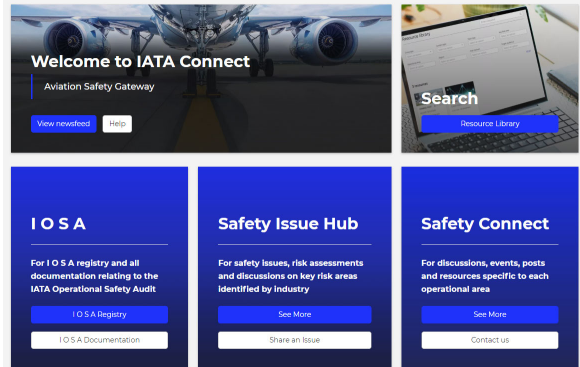 Welcome to IATA Connect
Aviation Safety Gateway
View newsfeed
Help
Search
Resource Library
I O S A
For I O S A registry and all
documentation relating to the
IATA Operational Safety Audit
I O S A Registry
I O S A Documentation
Safety Issue Hub
For safety issues, risk assessments
and discussions on key risk areas
identified by industry
See More
Share an Issue
Safety Connect
For discussions, events, posts
and resources specific to each
operational area
See More
Contact us